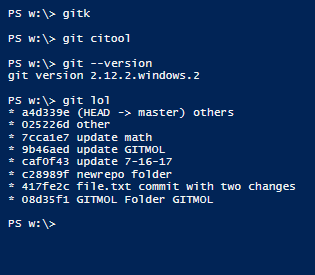 PS w:\> gitk
PS w:\> git citool
PS w:\> git --version
git version 2.12.2.windows.2
PS w:\> git lol
* a4d339e (HEAD -> master) others
* 025226d other
* 7cca1e7 update math
* 9b46aed update GITMOL
* caf0f43 update 7-16-17
* c28989f newrepo folder
* 417fe2c file.txt commit with two changes
* 08d35f1 GITMOL Folder GITMOL
PS w:\>